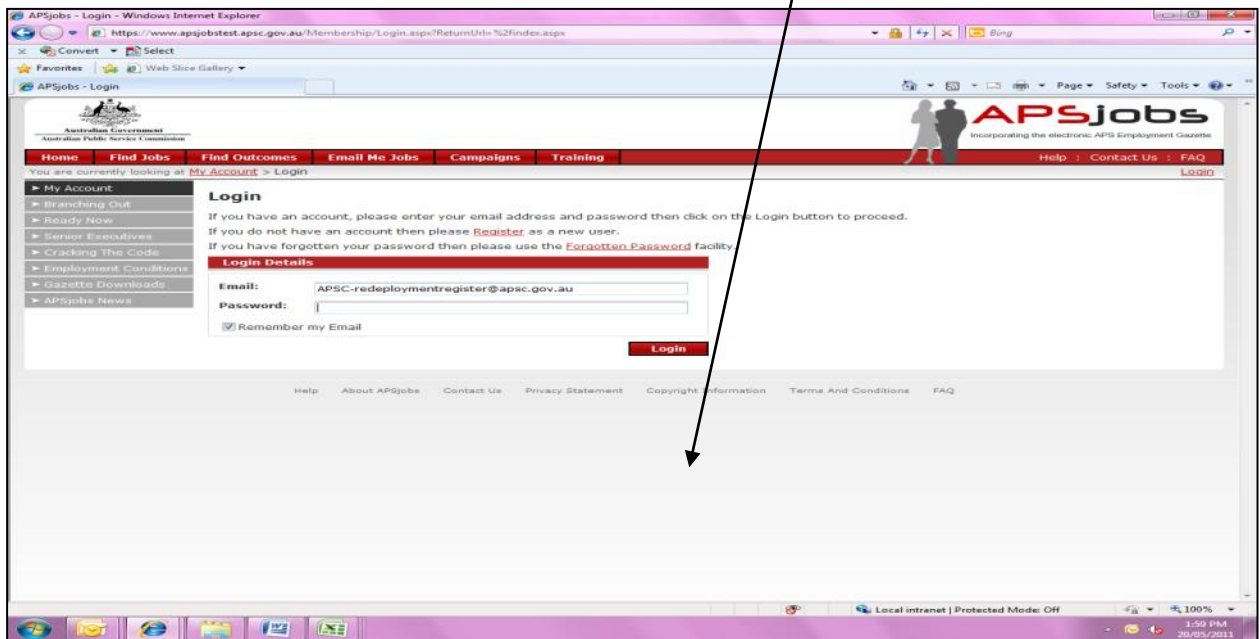 APSjobs - Login - Windows Internet Explorer
https://www.apsjobstest.apsc.gov.au/Membership/Login.aspx?ReturnUrl=%2findex.aspx
Bing
Convert Select
Favorites Web Slice Gallery
APSjobs - Login
Page Safety Tools
Australian Government
Australian Public Service Commission
APSjobs
Incorporating the electronic APS Employment Gazette
Home Find Jobs Find Outcomes Email Me Jobs Campaigns Training Help : Contact Us : FAQ
You are currently looking at My Account > Login Login
My Account
Branching Out
Ready Now
Senior Executives
Cracking The Code
Employment Conditions
Gazette Downloads
APSjobs News
Login
If you have an account, please enter your email address and password then click on the Login button to proceed.
If you do not have an account then please Register as a new user.
If you have forgotten your password then please use the Forgotten Password facility.
Login Details
Email: APSC-redeploymentregister@apsc.gov.au
Password:
Remember my Email
Login
Help About APSjobs Contact Us Privacy Statement Copyright Information Terms And Conditions FAQ
Local intranet | Protected Mode: Off 100%
1:59 PM
20/05/2011